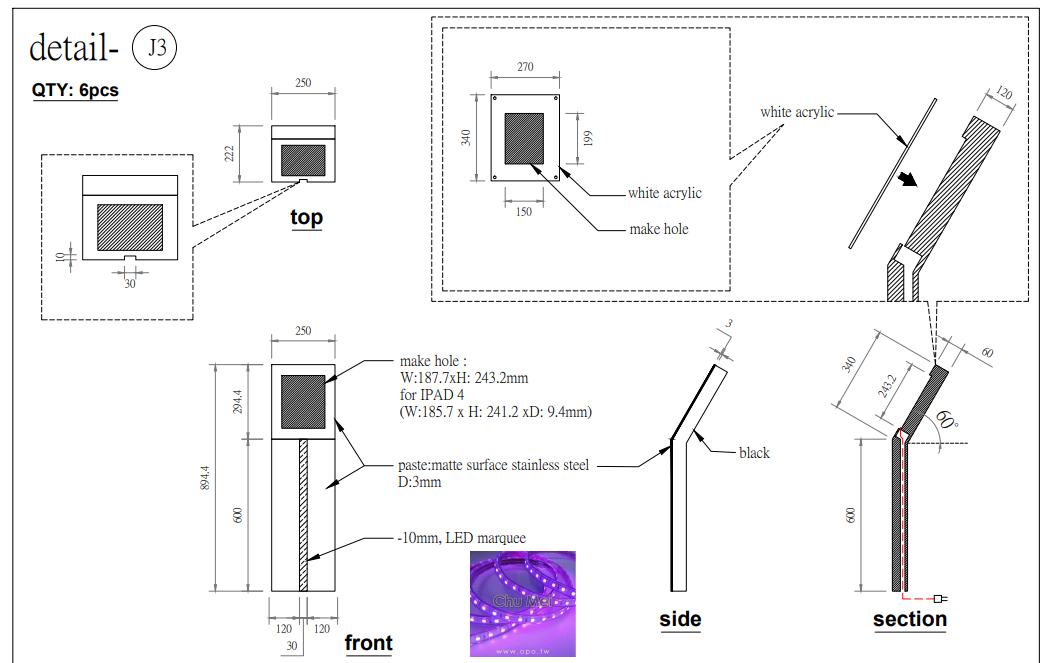 detail- J3
QTY: 6pcs
250
222
top
10
30
270
340
199
150
white acrylic
make hole
white acrylic
120
250
294.4
894.4
600
120
120
30
front
make hole :
W:187.7xH: 243.2mm
for IPAD 4
(W:185.7 x H: 241.2 xD: 9.4mm)
paste:matte surface stainless steel
D:3mm
-10mm, LED marquee
Chu Mei
www.opo.tw
3
black
side
340
243.2
60
60°
600
section